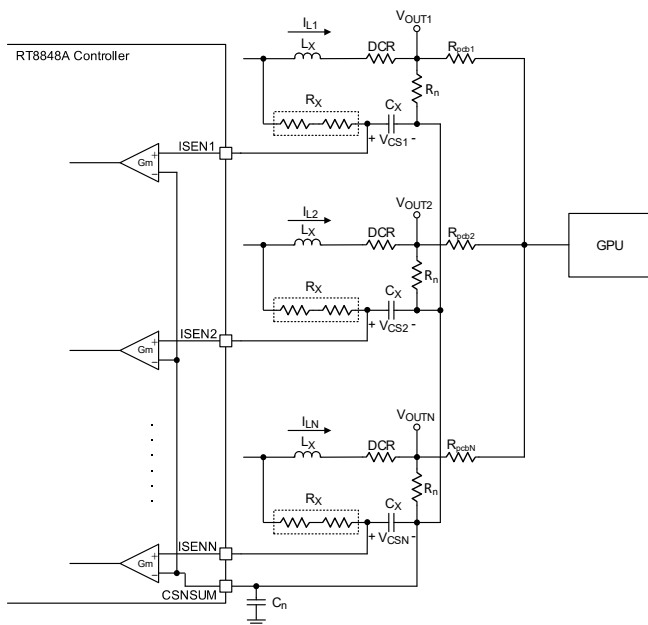 VOUT1
IL1
LX
DCR
Rpcb1
RT8848A Controller
Rn
RX
CX
ISEN1
+ VCS1 -
Gm
+
−
VOUT2
IL2
LX
DCR
Rpcb2
GPU
Rn
RX
CX
ISEN2
+ VCS2 -
Gm
+
−
VOUTN
ILN
LX
DCR
RpcbN
Rn
RX
CX
ISENN
+ VCSN -
Gm
+
−
CSNSUM
Cn